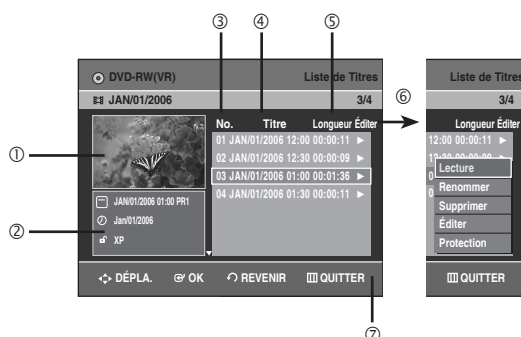 ③ ④ ⑤
DVD-RW(VR) Liste de Titres
JAN/01/2006 3/4
⑥
No. Titre Longueur Éditer
01 JAN/01/2006 12:00 00:00:11 ►
02 JAN/01/2006 12:30 00:00:09 ►
03 JAN/01/2006 01:00 00:01:36 ►
04 JAN/01/2006 01:30 00:00:11 ►
①
JAN/01/2006 01:00 PR1
②
Jan/01/2006
XP
DÉPLA. OK REVENIR QUITTER
⑦
Liste de Titres
3/4
Longueur Éditer
12:00 00:00:11 ►
Lecture
Renommer
Supprimer
Éditer
Protection
QUITTER